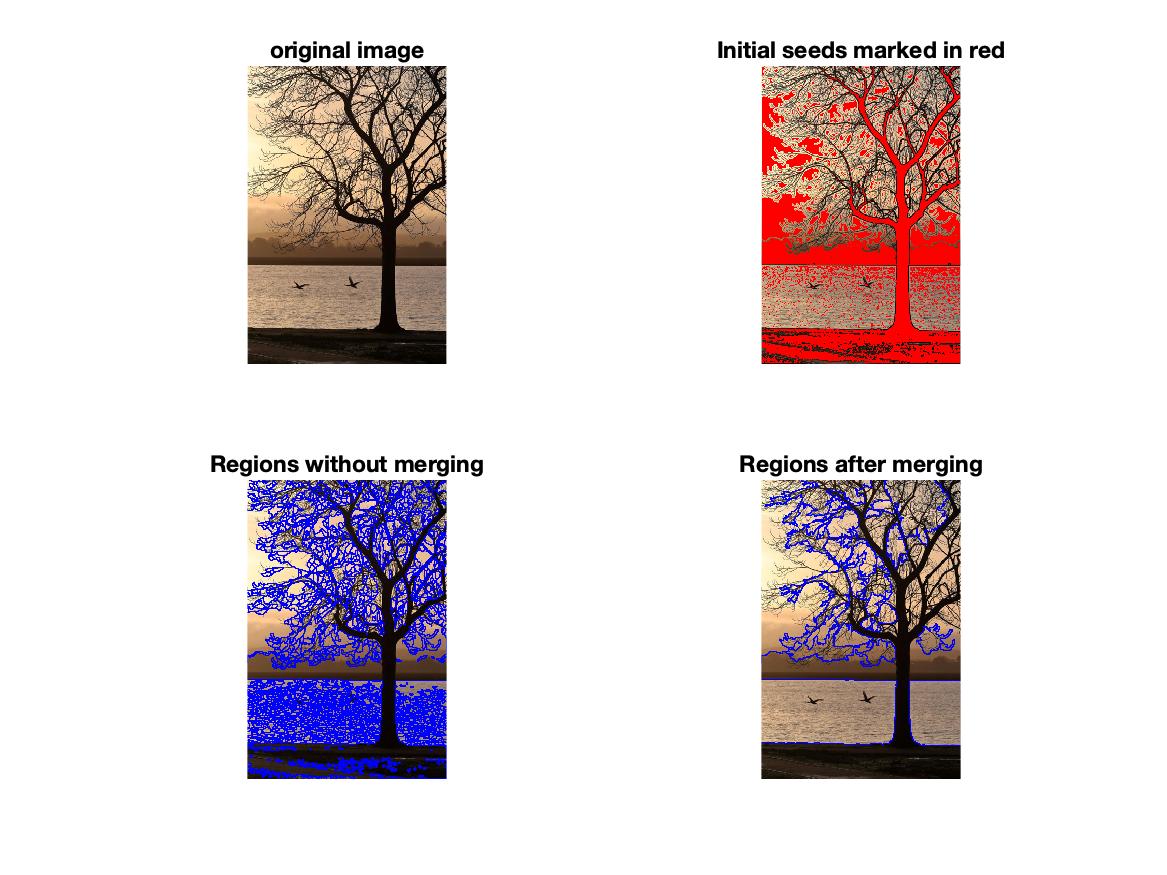 original image
Initial seeds marked in red
Regions without merging
Regions after merging